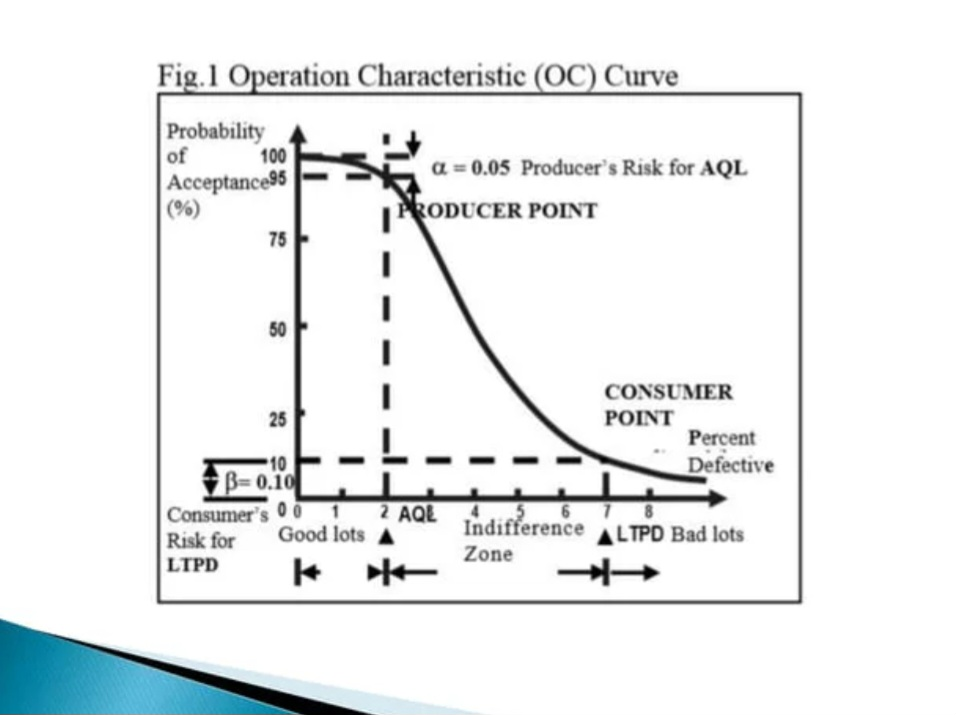 Fig.1 Operation Characteristic (OC) Curve
Probability
of
Acceptance
(%)
100
95
α = 0.05 Producer's Risk for AQL
PRODUCER POINT
75
50
25
CONSUMER
POINT
Percent
Defective
10
β= 0.10
0 0 1 2 AQL 4 5 6 7 8
Consumer's
Risk for
LTPD
Good lots
Indifference
Zone
LTPD Bad lots